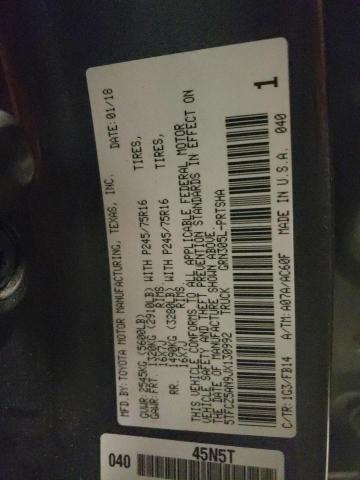 MFD. BY: TOYOTA MOTOR MANUFACTURING, TEXAS, INC. DATE: 01/18
GVWR: 2545KG (5600LB)
GAWR: FRT. 1320KG (2910LB) WITH P245/75R16 TIRES,
16X7J RIMS
RR. 1490KG (3280LB) WITH P245/75R16 TIRES,
16X7J RIMS
THIS VEHICLE CONFORMS TO ALL APPLICABLE FEDERAL MOTOR
VEHICLE SAFETY AND THEFT PREVENTION STANDARDS IN EFFECT ON
THE DATE OF MANUFACTURE SHOWN ABOVE.
5TFCZ5AN9JX130992 TRUCK GRN305L-PRTSHA
1
C/TR: 1G3/FB14 A/TM: A07A/AC60F MADE IN U.S.A. 040
040 45N5T